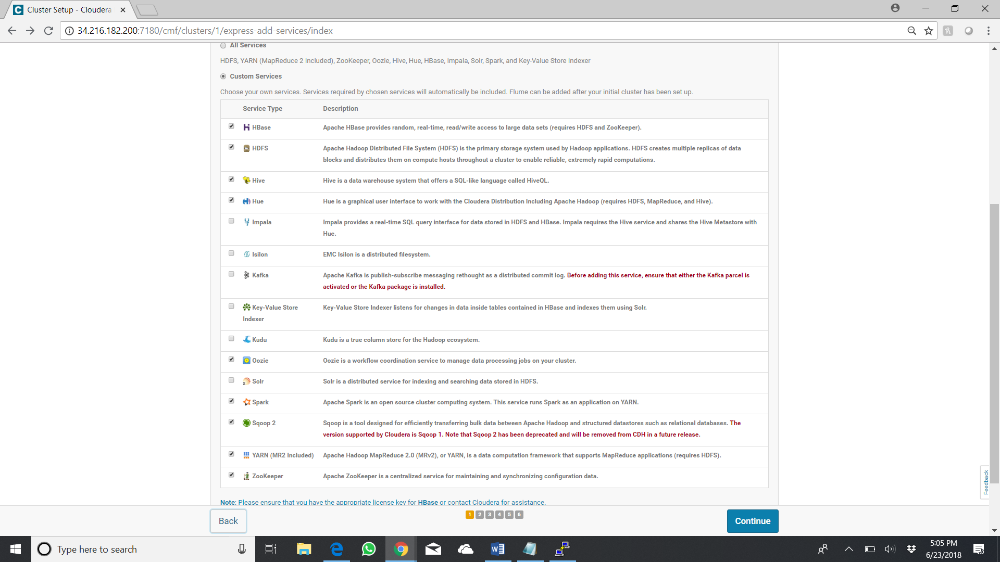 Cluster Setup - Cloudera
34.216.182.200:7180/cmf/clusters/1/express-add-services/index
All Services
HDFS, YARN (MapReduce 2 Included), ZooKeeper, Oozie, Hive, Hue, HBase, Impala, Solr, Spark, and Key-Value Store Indexer
Custom Services
Choose your own services. Services required by chosen services will automatically be included. Flume can be added after your initial cluster has been set up.
Service Type Description
HBase Apache HBase provides random, real-time, read/write access to large data sets (requires HDFS and ZooKeeper).
HDFS Apache Hadoop Distributed File System (HDFS) is the primary storage system used by Hadoop applications. HDFS creates multiple replicas of data
blocks and distributes them on compute hosts throughout a cluster to enable reliable, extremely rapid computations.
Hive Hive is a data warehouse system that offers a SQL-like language called HiveQL.
Hue Hue is a graphical user interface to work with the Cloudera Distribution Including Apache Hadoop (requires HDFS, MapReduce, and Hive).
Impala Impala provides a real-time SQL query interface for data stored in HDFS and HBase. Impala requires the Hive service and shares the Hive Metastore with
Hue.
Isilon EMC Isilon is a distributed filesystem.
Kafka Apache Kafka is publish-subscribe messaging rethought as a distributed commit log. Before adding this service, ensure that either the Kafka parcel is
activated or the Kafka package is installed.
Key-Value Store Key-Value Store Indexer listens for changes in data inside tables contained in HBase and indexes them using Solr.
Indexer
Kudu Kudu is a true column store for the Hadoop ecosystem.
Oozie Oozie is a workflow coordination service to manage data processing jobs on your cluster.
Solr Solr is a distributed service for indexing and searching data stored in HDFS.
Spark Apache Spark is an open source cluster computing system. This service runs Spark as an application on YARN.
Sqoop 2 Sqoop is a tool designed for efficiently transferring bulk data between Apache Hadoop and structured datastores such as relational databases. The
version supported by Cloudera is Sqoop 1. Note that Sqoop 2 has been deprecated and will be removed from CDH in a future release.
YARN (MR2 Included) Apache Hadoop MapReduce 2.0 (MRv2), or YARN, is a data computation framework that supports MapReduce applications (requires HDFS).
ZooKeeper Apache ZooKeeper is a centralized service for maintaining and synchronizing configuration data.
Feedback
Note: Please ensure that you have the appropriate license key for HBase or contact Cloudera for assistance.
Back 1 2 3 4 5 6 Continue
Type here to search
5:05 PM
6/23/2018